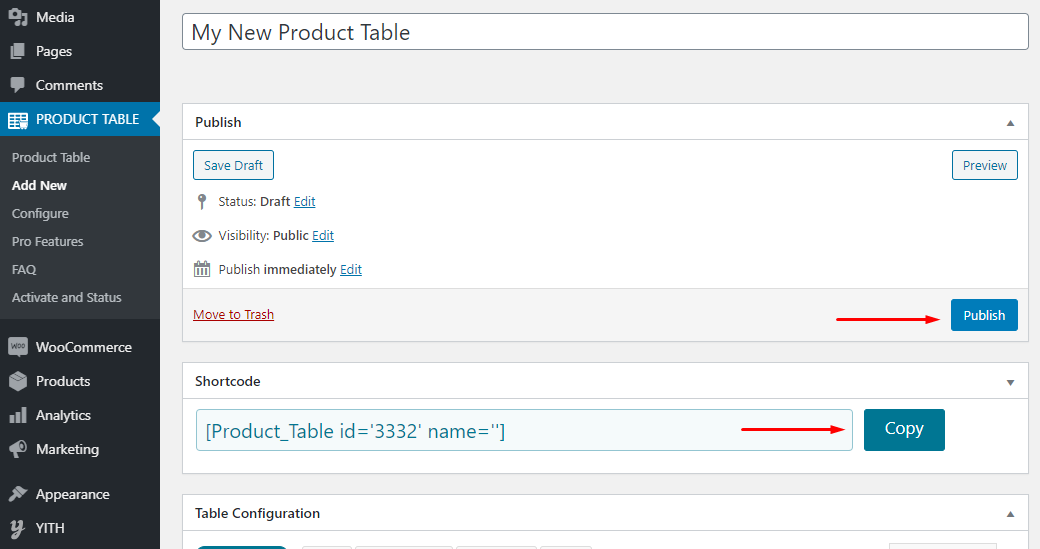 Media
Pages
Comments
PRODUCT TABLE
Product Table
Add New
Configure
Pro Features
FAQ
Activate and Status
WOO WooCommerce
Products
Analytics
Marketing
Appearance
YITH
My New Product Table
Publish
Save Draft Preview
Status: Draft Edit
Visibility: Public Edit
Publish immediately Edit
Move to Trash Publish
Shortcode
[Product_Table id='3332' name=''] Copy
Table Configuration